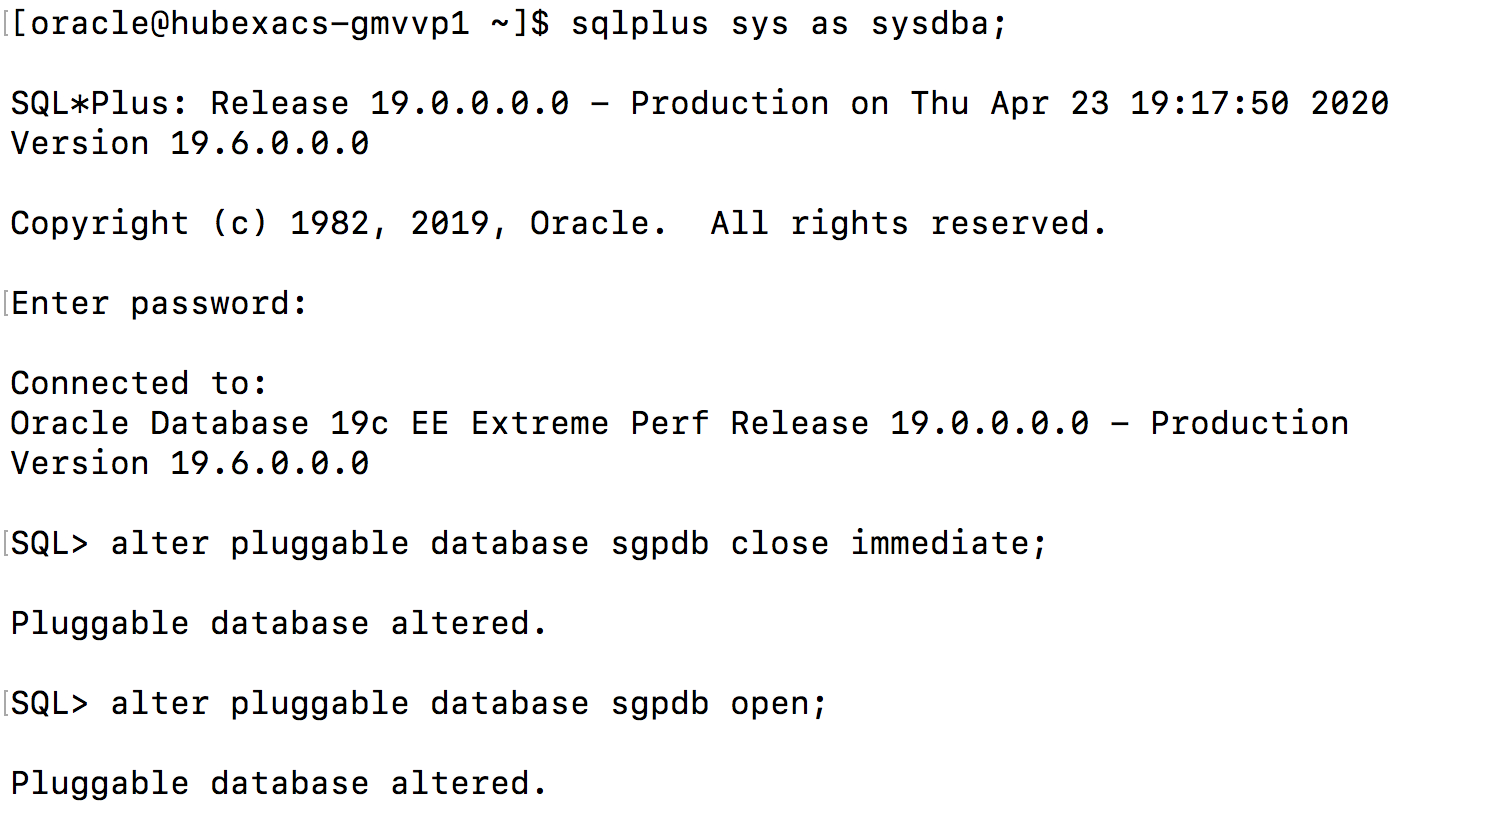 [oracle@hubexacs-gmvvp1 ~]$ sqlplus sys as sysdba;
SQL*Plus: Release 19.0.0.0.0 - Production on Thu Apr 23 19:17:50 2020
Version 19.6.0.0.0
Copyright (c) 1982, 2019, Oracle.  All rights reserved.
Enter password:
Connected to:
Oracle Database 19c EE Extreme Perf Release 19.0.0.0.0 - Production
Version 19.6.0.0.0
SQL> alter pluggable database sgpdb close immediate;
Pluggable database altered.
SQL> alter pluggable database sgpdb open;
Pluggable database altered.